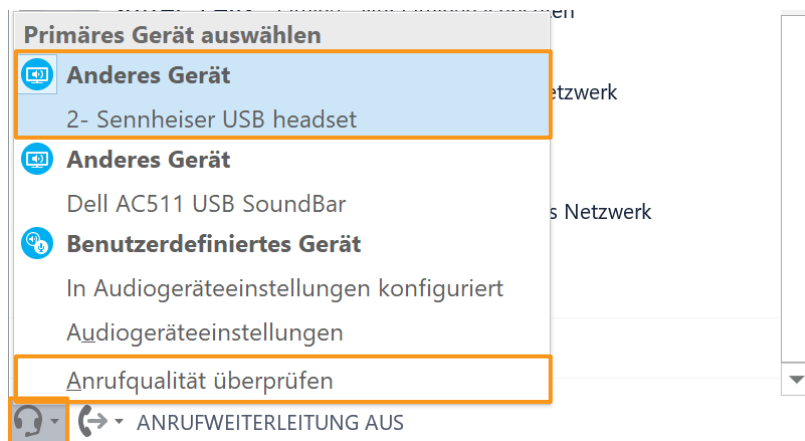 Primäres Gerät auswählen
Anderes Gerät
2- Sennheiser USB headset
etzwerk
Anderes Gerät
Dell AC511 USB SoundBar
s Netzwerk
Benutzerdefiniertes Gerät
In Audiogeräteeinstellungen konfiguriert
Audiogeräteeinstellungen
Anrufqualität überprüfen
ANRUFWEITERLEITUNG AUS